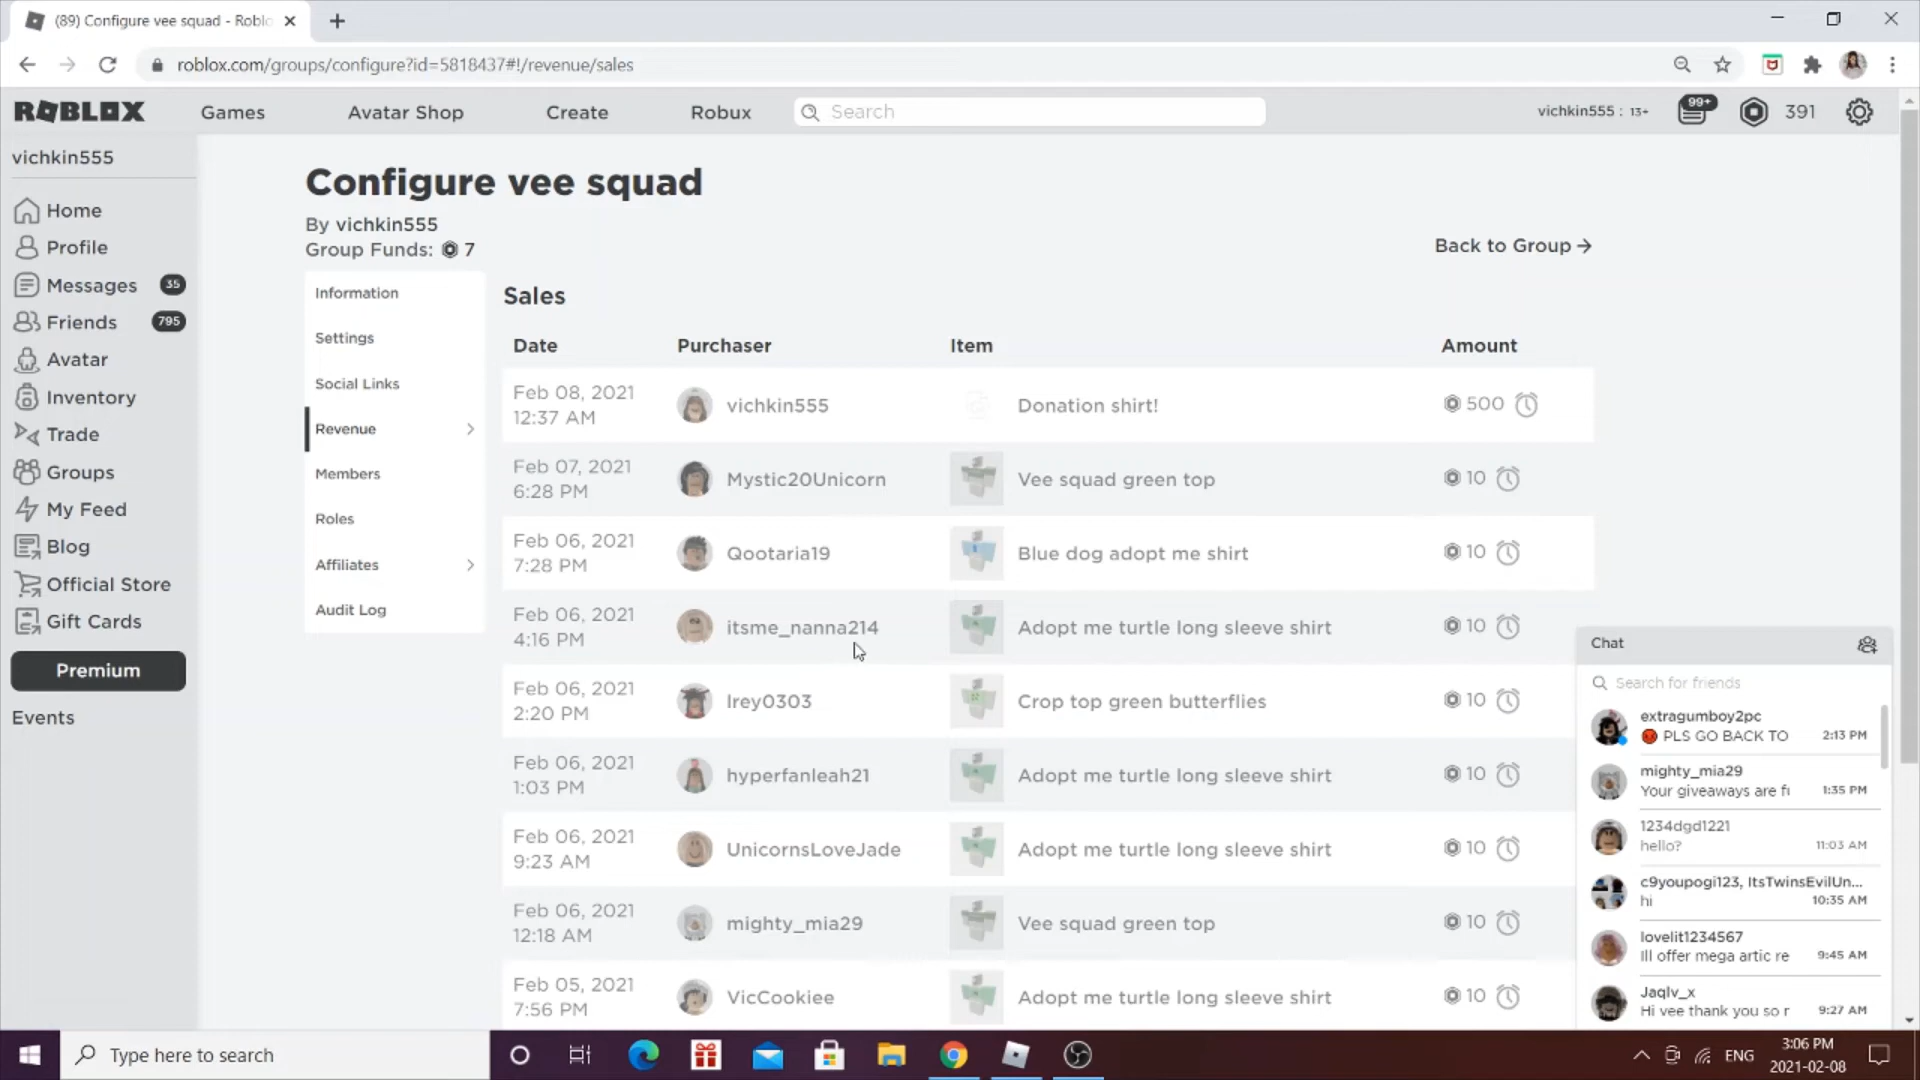 (89) Configure vee squad - Roblo
roblox.com/groups/configure?id=5818437#!/revenue/sales
ROBLOX
Games
Avatar Shop
Create
Robux
Search
vichkin555 : 13+
99+
391
vichkin555
Home
Profile
Messages 35
Friends 795
Avatar
Inventory
Trade
Groups
My Feed
Blog
Official Store
Gift Cards
Premium
Events
Configure vee squad
By vichkin555
Group Funds: 7
Back to Group →
Information
Settings
Social Links
Revenue
Members
Roles
Affiliates
Audit Log
Sales
Date Purchaser Item Amount
Feb 08, 2021
12:37 AM
vichkin555 Donation shirt! 500
Feb 07, 2021
6:28 PM
Mystic20Unicorn Vee squad green top 10
Feb 06, 2021
7:28 PM
Qootaria19 Blue dog adopt me shirt 10
Feb 06, 2021
4:16 PM
itsme_nanna214 Adopt me turtle long sleeve shirt 10
Feb 06, 2021
2:20 PM
lrey0303 Crop top green butterflies 10
Feb 06, 2021
1:03 PM
hyperfanleah21 Adopt me turtle long sleeve shirt 10
Feb 06, 2021
9:23 AM
UnicornsLoveJade Adopt me turtle long sleeve shirt 10
Feb 06, 2021
12:18 AM
mighty_mia29 Vee squad green top 10
Feb 05, 2021
7:56 PM
VicCookiee Adopt me turtle long sleeve shirt 10
Chat
Search for friends
extragumboy2pc
PLS GO BACK TO 2:13 PM
mighty_mia29
Your giveaways are fu 1:35 PM
1234dgd1221
hello? 11:03 AM
c9youpogi123, ItsTwinsEvilUn...
hi 10:35 AM
lovelit1234567
Ill offer mega artic re 9:45 AM
Jaqlv_x
Hi vee thank you so r 9:27 AM
Type here to search
ENG
3:06 PM
2021-02-08